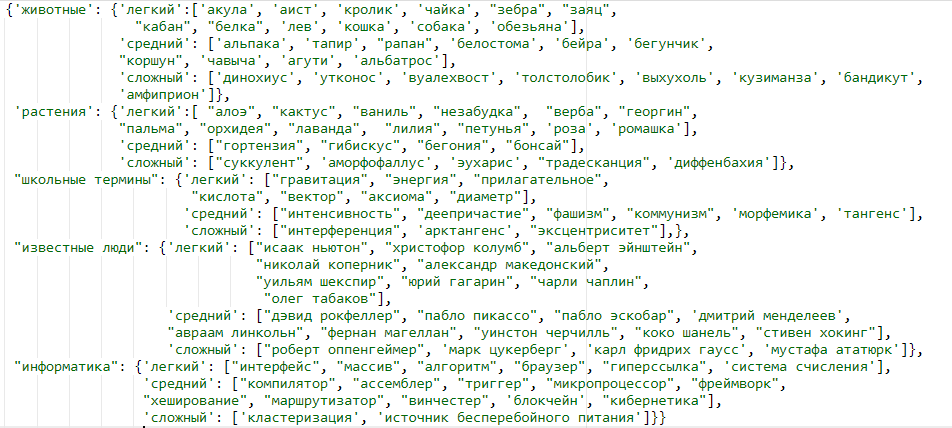 {'животные': {'легкий':['акула', 'аист', 'кролик', 'чайка', "зебра", "заяц",
"кабан", "белка", 'лев', 'кошка', 'собака', 'обезьяна'],
'средний': ['альпака', 'тапир', "рапан", 'белостома', 'бейра', 'бегунчик',
"коршун", 'чавыча', 'агути', 'альбатрос'],
'сложный': ['динохиус', 'утконос', 'вуалехвост', 'толстолобик', 'выхухоль', 'кузиманза', 'бандикут',
'амфиприон']},
'растения': {'легкий':[ "алоэ", "кактус", "ваниль", "незабудка", "верба", "георгин",
"пальма", "орхидея", "лаванда", "лилия", "петунья", 'роза', 'ромашка'],
'средний': ["гортензия", "гибискус", "бегония", "бонсай"],
'сложный': ["суккулент", 'аморфофаллус', 'эухарис', "традесканция", 'диффенбахия']},
"школьные термины": {'легкий': ["гравитация", "энергия", "прилагательное",
"кислота", "вектор", "аксиома", "диаметр"],
'средний': ["интенсивность", "деепричастие", "фашизм", "коммунизм", 'морфемика', 'тангенс'],
'сложный': ["интерференция", 'арктангенс', "эксцентриситет"],},
"известные люди": {'легкий': ["исаак ньютон", "христофор колумб", "альберт эйнштейн",
"николай коперник", "александр македонский",
"уильям шекспир", "юрий гагарин", "чарли чаплин",
"олег табаков"],
'средний': ["дэвид рокфеллер", "пабло пикассо", "пабло эскобар", 'дмитрий менделеев',
"авраам линкольн", "фернан магеллан", "уинстон черчилль", "коко шанель", "стивен хокинг"],
'сложный': ["роберт оппенгеймер", 'марк цукерберг', 'карл фридрих гаусс', 'мустафа ататюрк']},
"информатика": {'легкий': ["интерфейс", "массив", "алгоритм", "браузер", "гиперссылка", 'система счисления'],
'средний': ["компилятор", "ассемблер", "триггер", "микропроцессор", "фреймворк",
"хеширование", "маршрутизатор", "винчестер", 'блокчейн', "кибернетика"],
'сложный': ['кластеризация', 'источник бесперебойного питания']}}